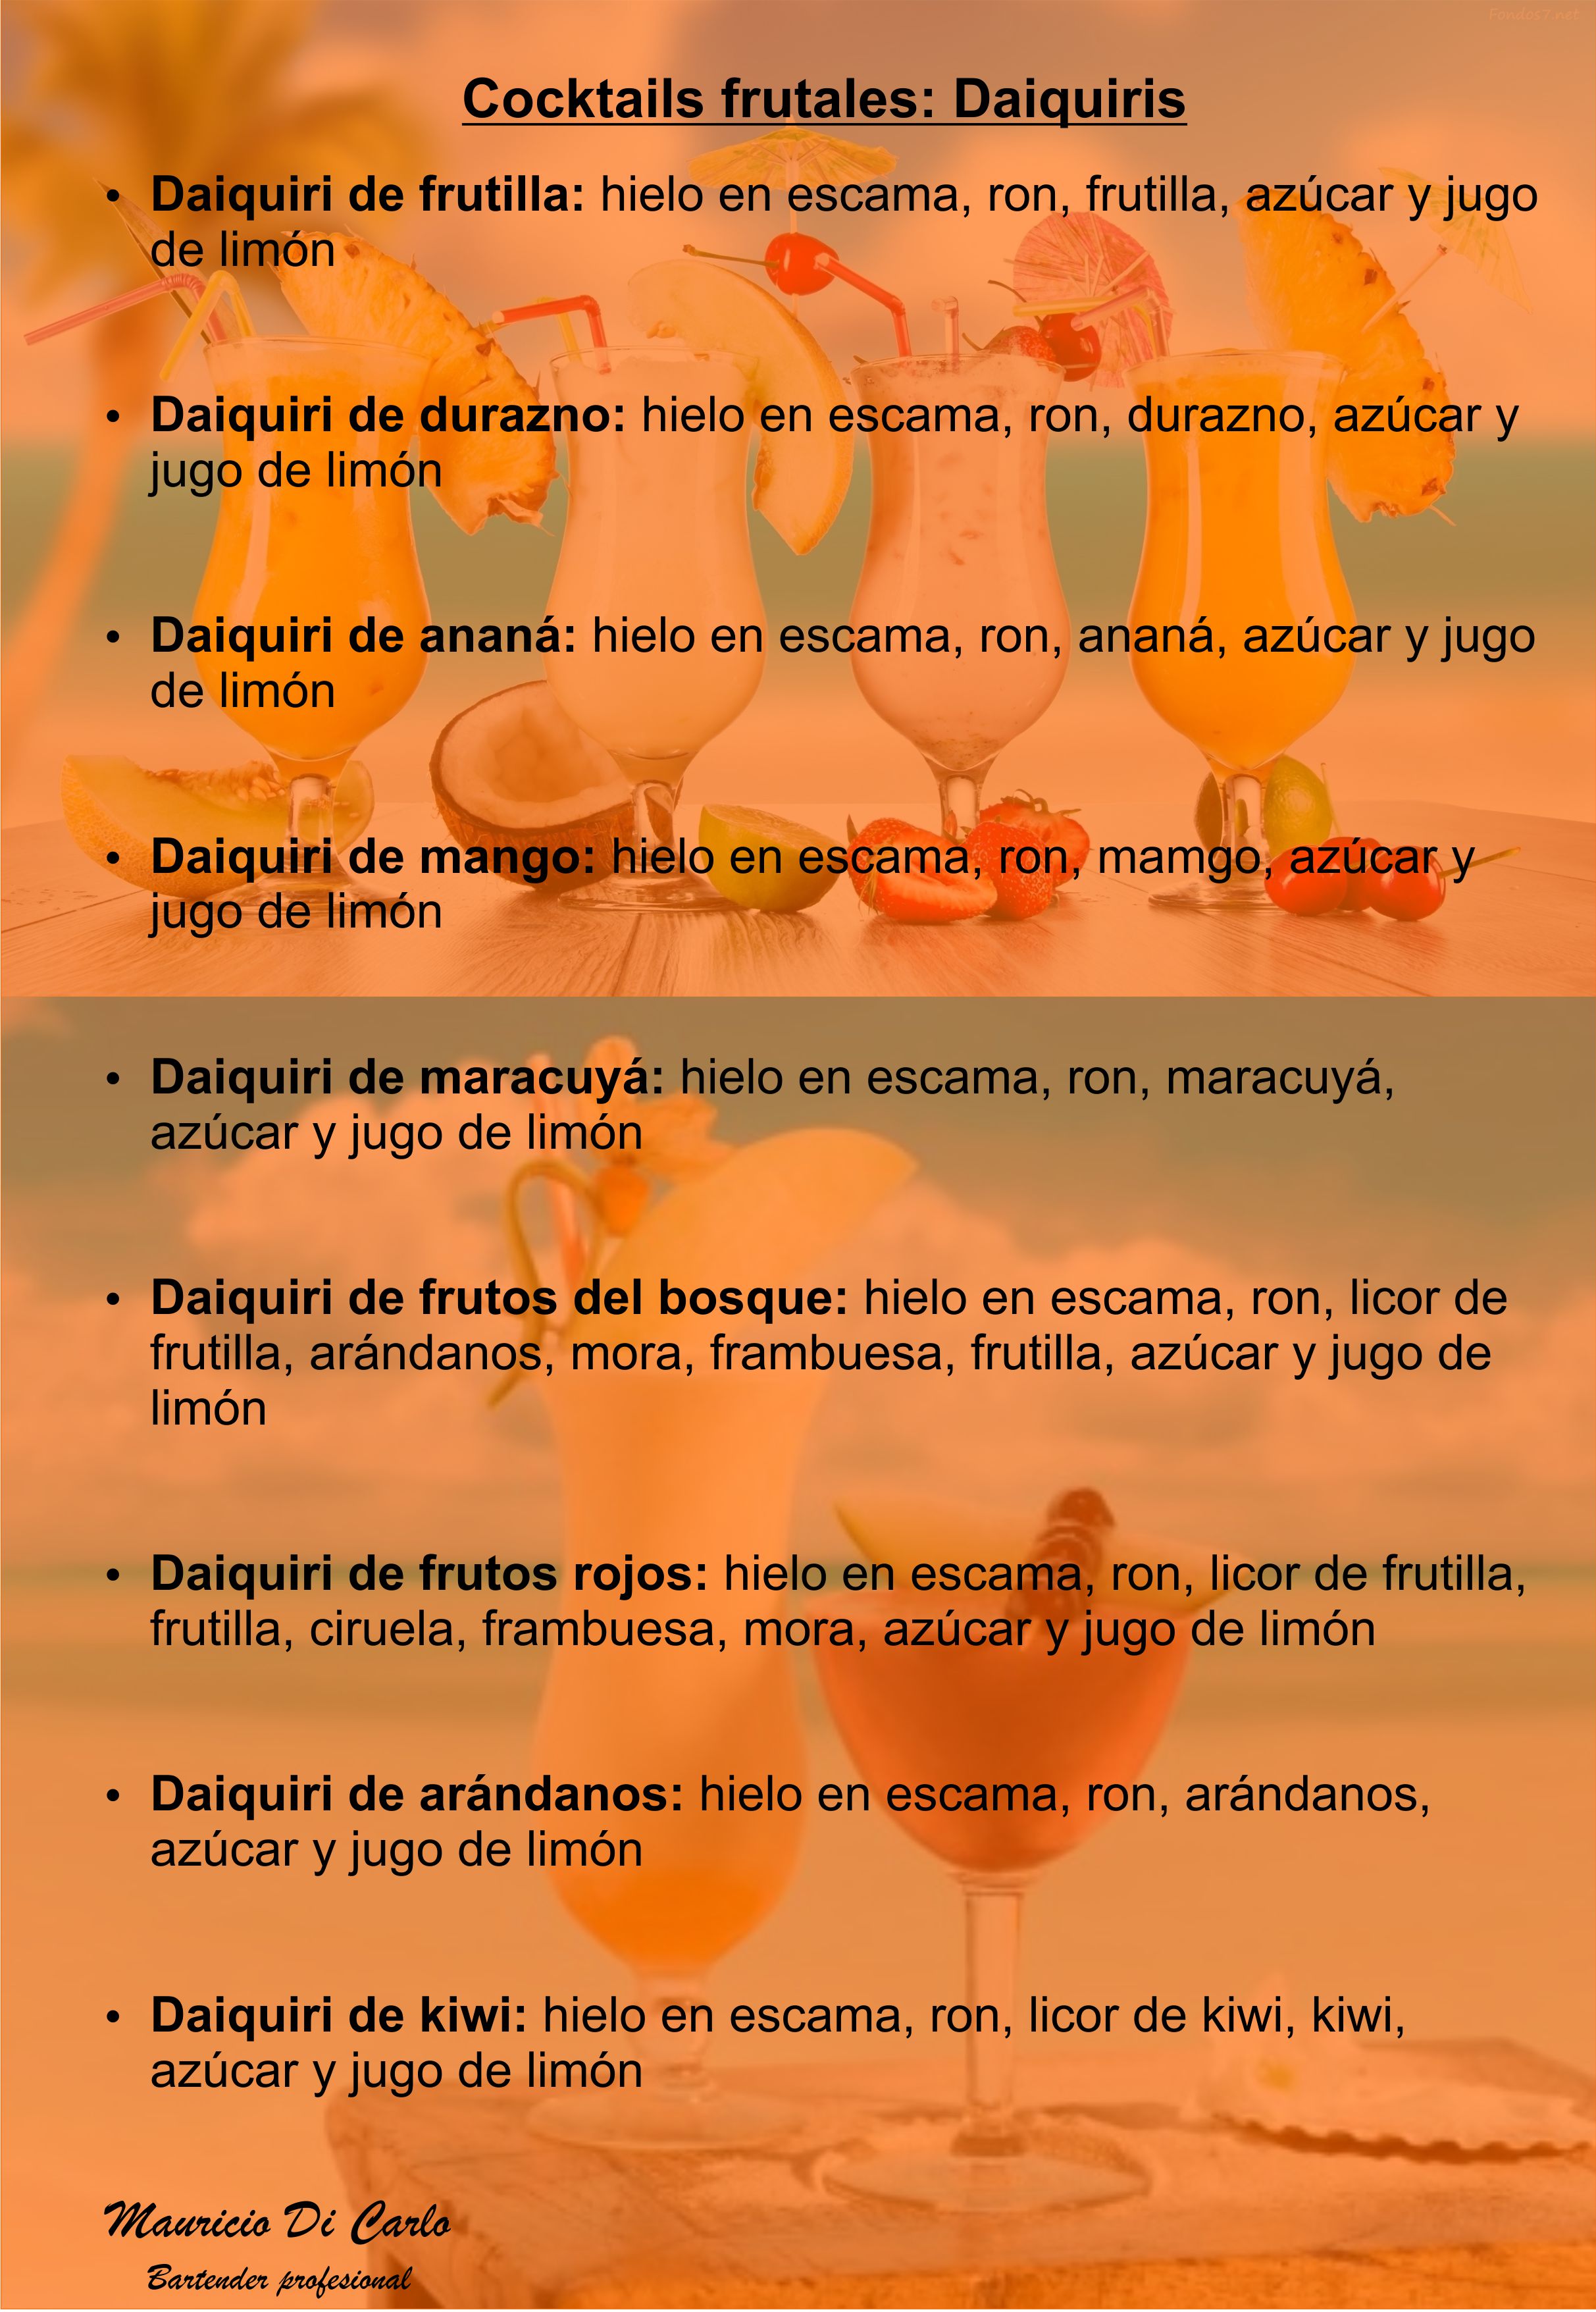 Fondos7.net
Cocktails frutales: Daiquiris
• Daiquiri de frutilla: hielo en escama, ron, frutilla, azúcar y jugo
de limón
• Daiquiri de durazno: hielo en escama, ron, durazno, azúcar y
jugo de limón
• Daiquiri de ananá: hielo en escama, ron, ananá, azúcar y jugo
de limón
• Daiquiri de mango: hielo en escama, ron, mamgo, azúcar y
jugo de limón
• Daiquiri de maracuyá: hielo en escama, ron, maracuyá,
azúcar y jugo de limón
• Daiquiri de frutos del bosque: hielo en escama, ron, licor de
frutilla, arándanos, mora, frambuesa, frutilla, azúcar y jugo de
limón
• Daiquiri de frutos rojos: hielo en escama, ron, licor de frutilla,
frutilla, ciruela, frambuesa, mora, azúcar y jugo de limón
• Daiquiri de arándanos: hielo en escama, ron, arándanos,
azúcar y jugo de limón
• Daiquiri de kiwi: hielo en escama, ron, licor de kiwi, kiwi,
azúcar y jugo de limón
Mauricio Di Carlo
Bartender profesional